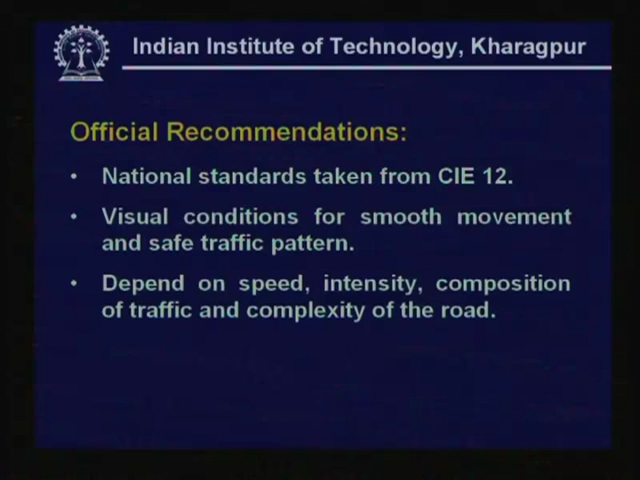 Indian Institute of Technology, Kharagpur
Official Recommendations:
• National standards taken from CIE 12.
• Visual conditions for smooth movement
and safe traffic pattern.
• Depend on speed, intensity, composition
of traffic and complexity of the road.